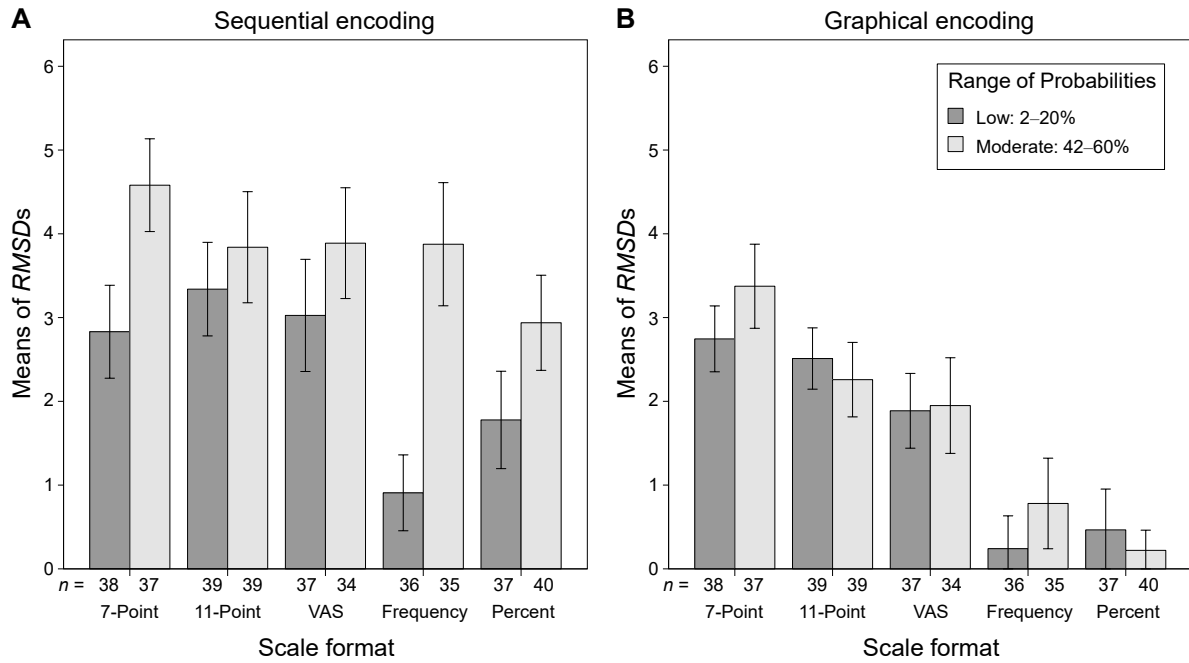 A Sequential encoding
Means of RMSDs
6
5
4
3
2
1
0
n = 38 37 39 39 37 34 36 35 37 40
7-Point 11-Point VAS Frequency Percent
Scale format
B Graphical encoding
Means of RMSDs
6
5
4
3
2
1
0
Range of Probabilities
Low: 2–20%
Moderate: 42–60%
n = 38 37 39 39 37 34 36 35 37 40
7-Point 11-Point VAS Frequency Percent
Scale format